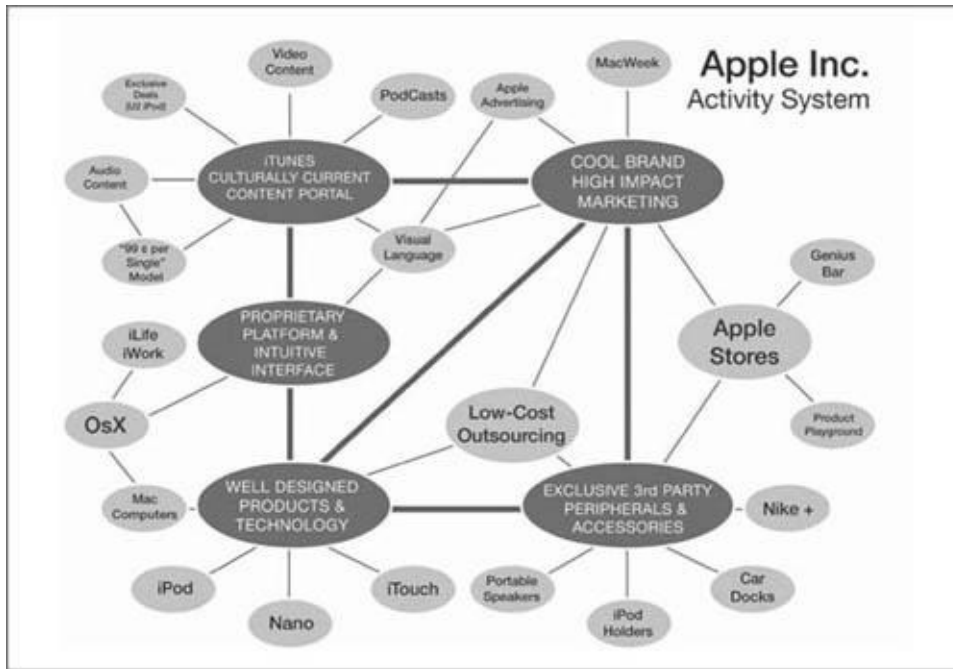 Apple Inc.
Activity System
Video
Content
MacWeek
Exclusive
Deals
(U2 iPod)
PodCasts
Apple
Advertising
iTUNES
CULTURALLY CURRENT
CONTENT PORTAL
COOL BRAND
HIGH IMPACT
MARKETING
Audio
Content
"99 ¢ per
Single"
Model
Visual
Language
Genius
Bar
PROPRIETARY
PLATFORM &
INTUITIVE
INTERFACE
Apple
Stores
iLife
iWork
OsX
Low-Cost
Outsourcing
Product
Playground
WELL DESIGNED
PRODUCTS &
TECHNOLOGY
EXCLUSIVE 3rd PARTY
PERIPHERALS &
ACCESSORIES
Mac
Computers
Nike +
iPod
Nano
iTouch
Portable
Speakers
iPod
Holders
Car
Docks